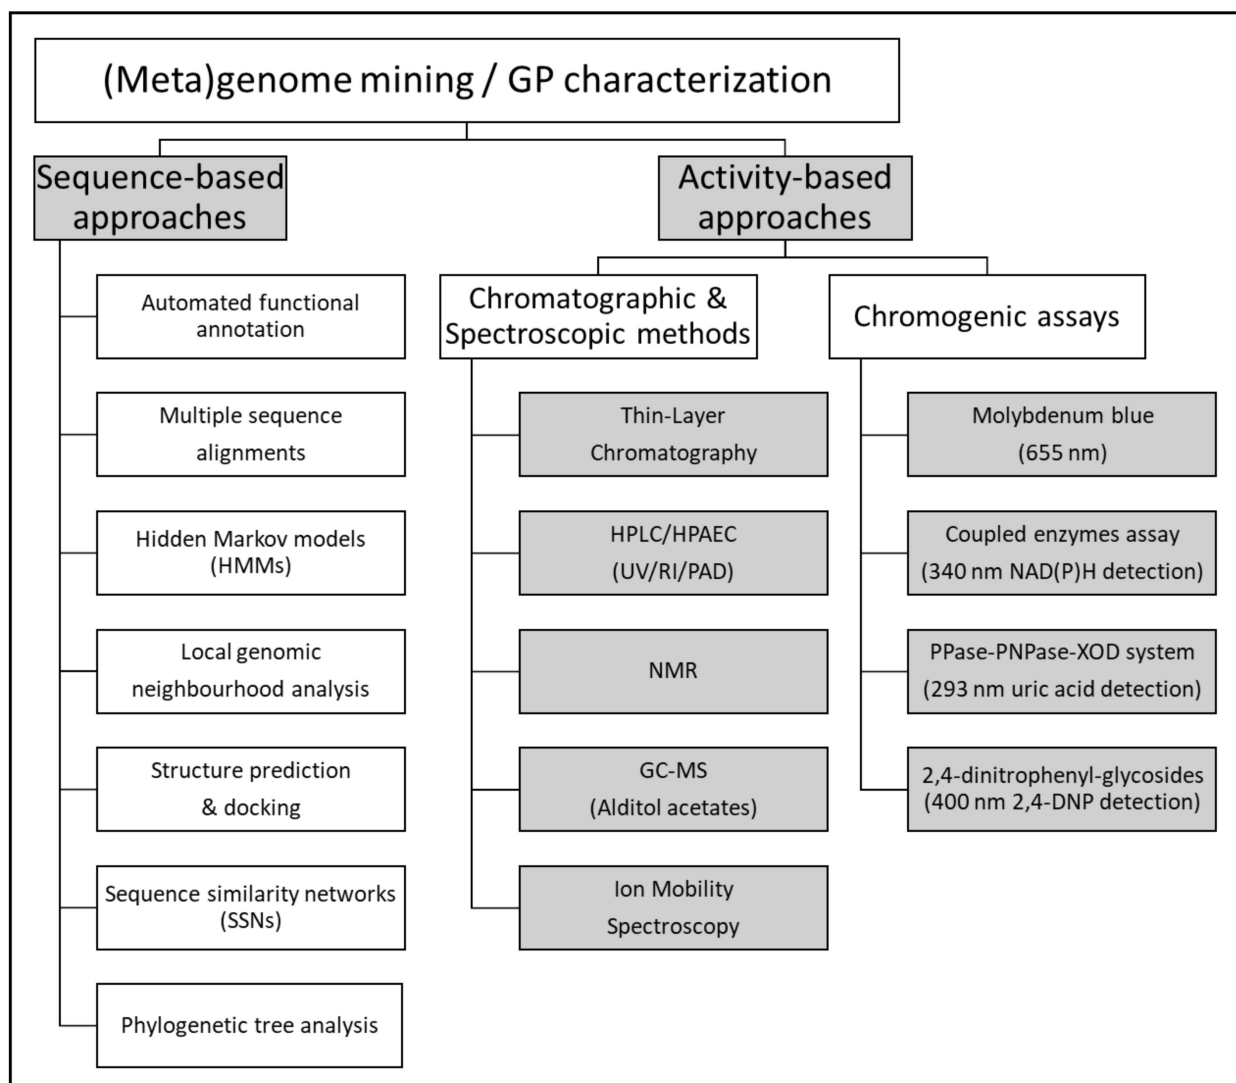 (Meta)genome mining / GP characterization
Sequence-based
approaches
Automated functional
annotation
Multiple sequence
alignments
Hidden Markov models
(HMMs)
Local genomic
neighbourhood analysis
Structure prediction
& docking
Sequence similarity networks
(SSNs)
Phylogenetic tree analysis
Activity-based
approaches
Chromatographic &
Spectroscopic methods
Thin-Layer
Chromatography
HPLC/HPAEC
(UV/RI/PAD)
NMR
GC-MS
(Alditol acetates)
Ion Mobility
Spectroscopy
Chromogenic assays
Molybdenum blue
(655 nm)
Coupled enzymes assay
(340 nm NAD(P)H detection)
PPase-PNPase-XOD system
(293 nm uric acid detection)
2,4-dinitrophenyl-glycosides
(400 nm 2,4-DNP detection)